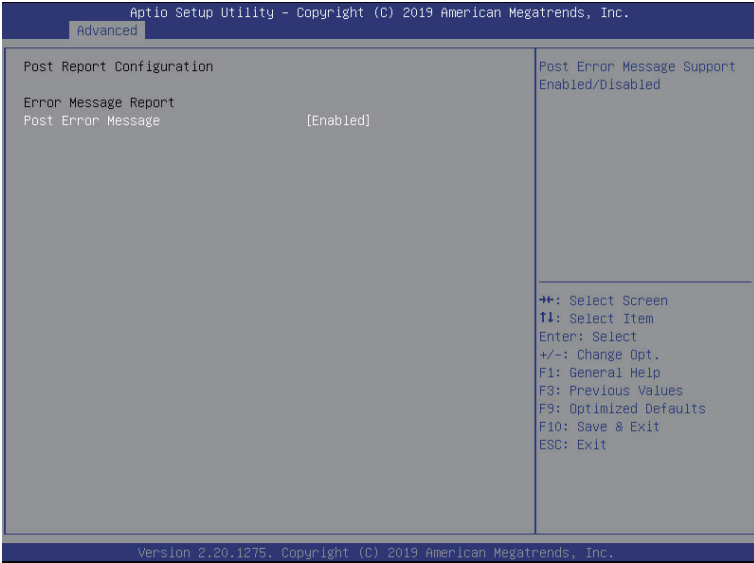 Aptio Setup Utility – Copyright (C) 2019 American Megatrends, Inc.
Advanced
Post Report Configuration
Error Message Report
Post Error Message [Enabled]
Post Error Message Support
Enabled/Disabled
→←: Select Screen
↑↓: Select Item
Enter: Select
+/-: Change Opt.
F1: General Help
F3: Previous Values
F9: Optimized Defaults
F10: Save & Exit
ESC: Exit
Version 2.20.1275. Copyright (C) 2019 American Megatrends, Inc.